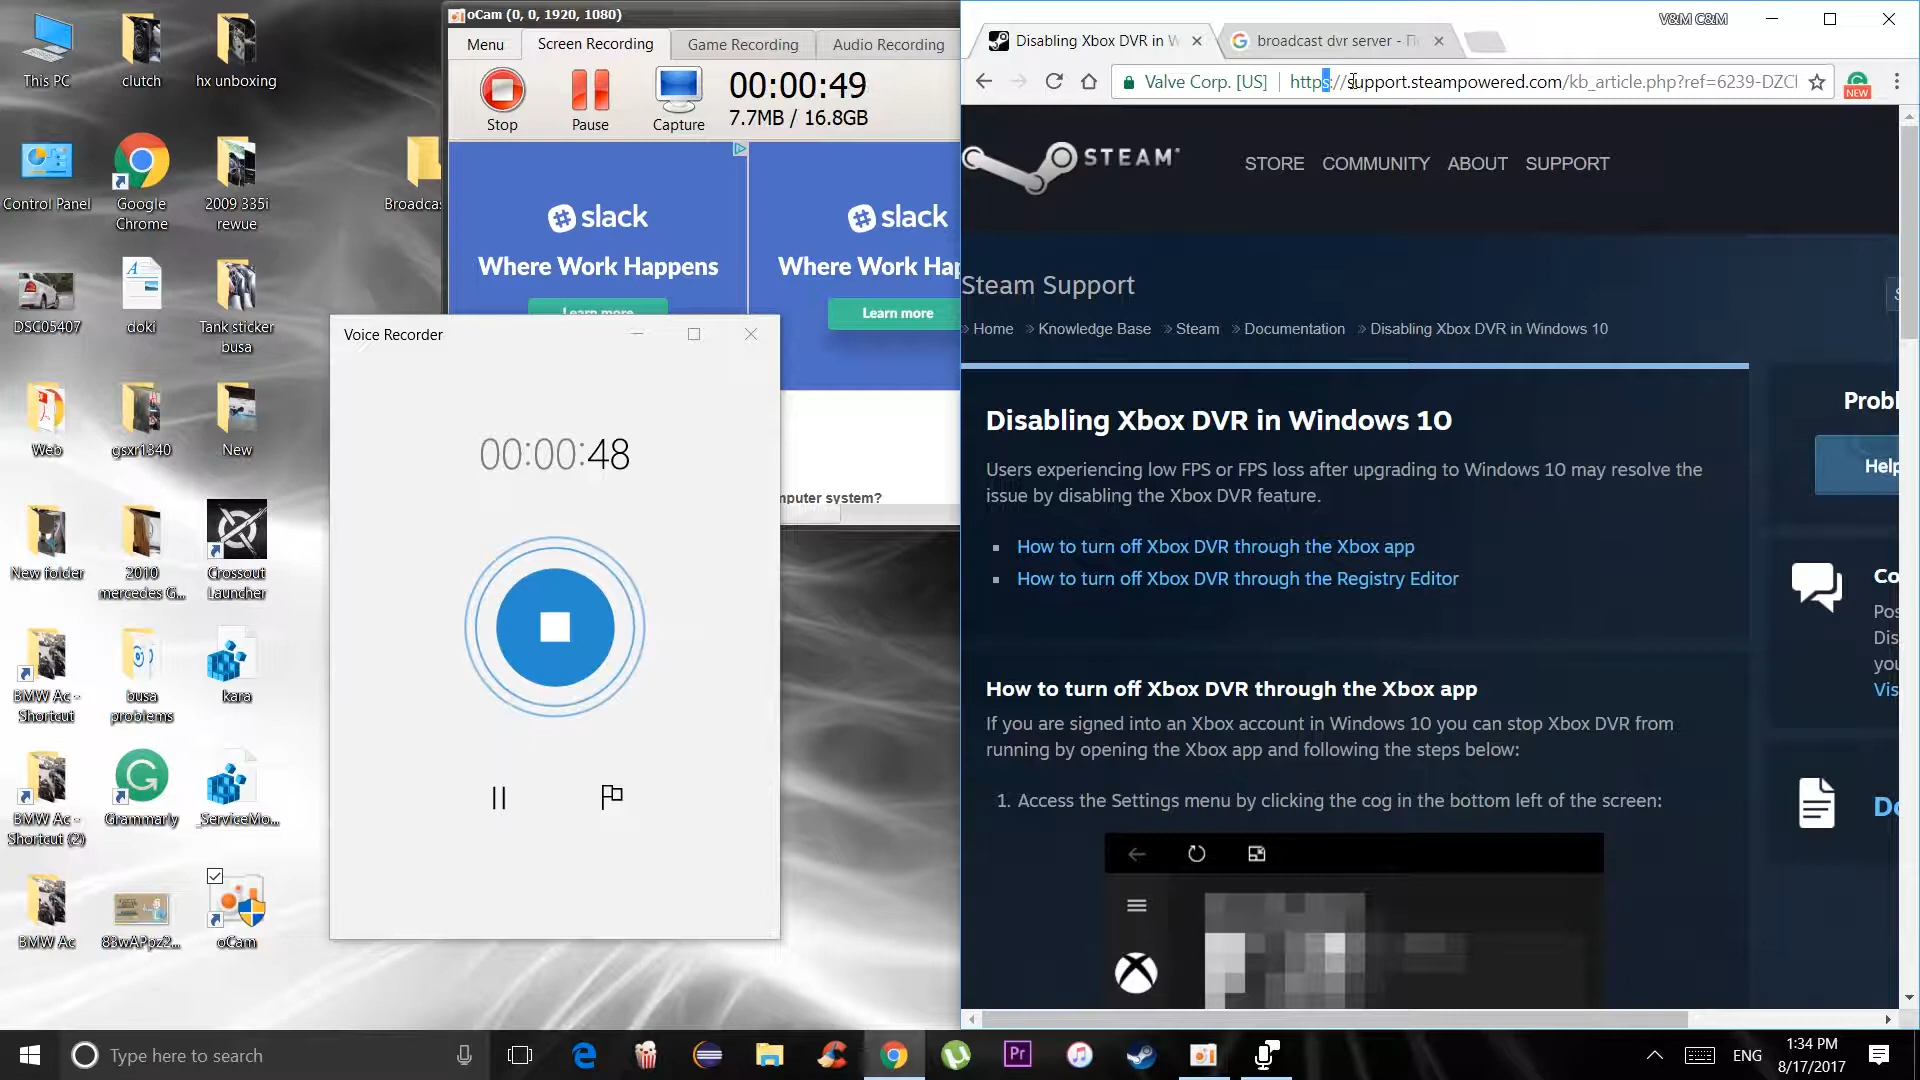 This PC
clutch
hx unboxing
Control Panel
Google
Chrome
2009 335i
rewue
Broadcas
DSC05407
doki
Tank sticker
busa
Web
gsxr1340
New
New folder
2010
mercedes G...
Crossout
Launcher
BMW Ac -
Shortcut
busa
problems
kara
BMW Ac -
Shortcut (2)
Grammarly
_ServiceMo...
BMW Ac
83wAPpz2...
oCam
oCam (0, 0, 1920, 1080)
Menu
Screen Recording
Game Recording
Audio Recording
Stop
Pause
Capture
00:00:49
7.7MB / 16.8GB
slack
Where Work Happens
Learn more
slack
Where Work Hap
Learn more
mputer system?
Voice Recorder
00:00:48
V&M C&M
Disabling Xbox DVR in W
broadcast dvr server - П
Valve Corp. [US]
https://support.steampowered.com/kb_article.php?ref=6239-DZCI
NEW
STEAM
STORE
COMMUNITY
ABOUT
SUPPORT
Steam Support
» Home » Knowledge Base » Steam » Documentation » Disabling Xbox DVR in Windows 10
Disabling Xbox DVR in Windows 10
Users experiencing low FPS or FPS loss after upgrading to Windows 10 may resolve the
issue by disabling the Xbox DVR feature.
How to turn off Xbox DVR through the Xbox app
How to turn off Xbox DVR through the Registry Editor
How to turn off Xbox DVR through the Xbox app
If you are signed into an Xbox account in Windows 10 you can stop Xbox DVR from
running by opening the Xbox app and following the steps below:
1. Access the Settings menu by clicking the cog in the bottom left of the screen:
Probl
Help
Co
Pos
Dis
you
Vis
Do
Type here to search
ENG
1:34 PM
8/17/2017